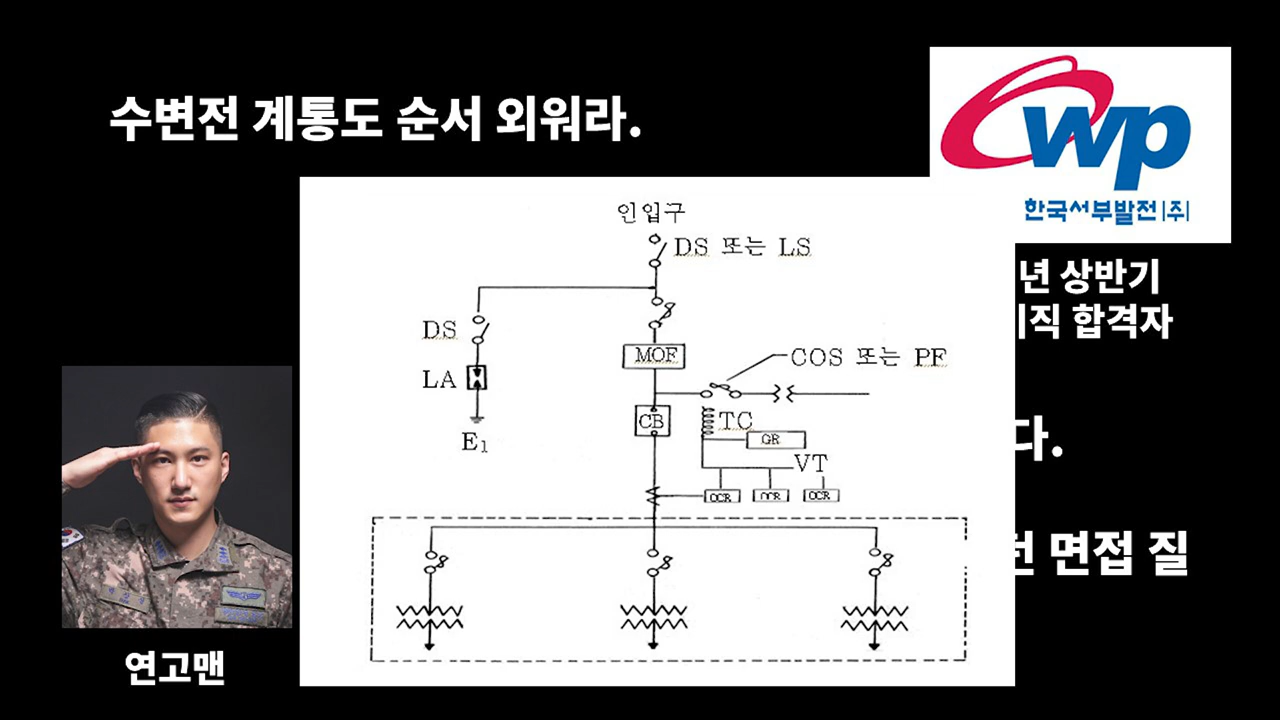 수변전 계통도 순서 외워라.
wp
한국서부발전|주|
년 상반기
직 합격자
다.
면접 질
연고맨
인입구
DS 또는 LS
DS
LA
E1
MOF
COS 또는 PF
CB
TC
GR
VT
OCR
OCR
OCR